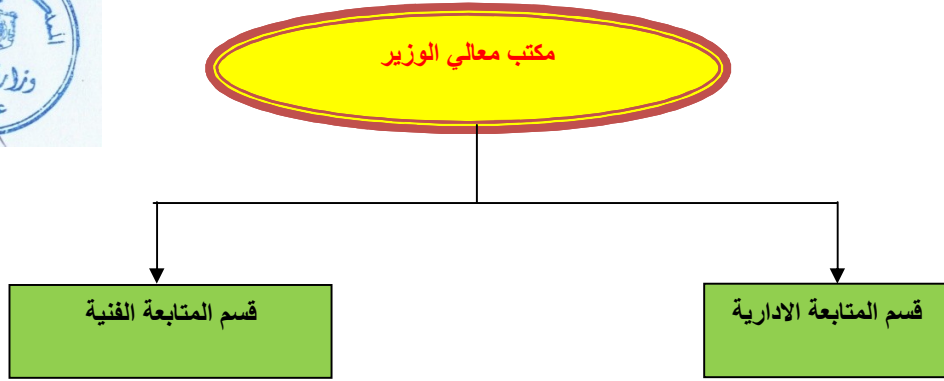 مكتب معالي الوزير
قسم المتابعة الادارية
قسم المتابعة الفنية